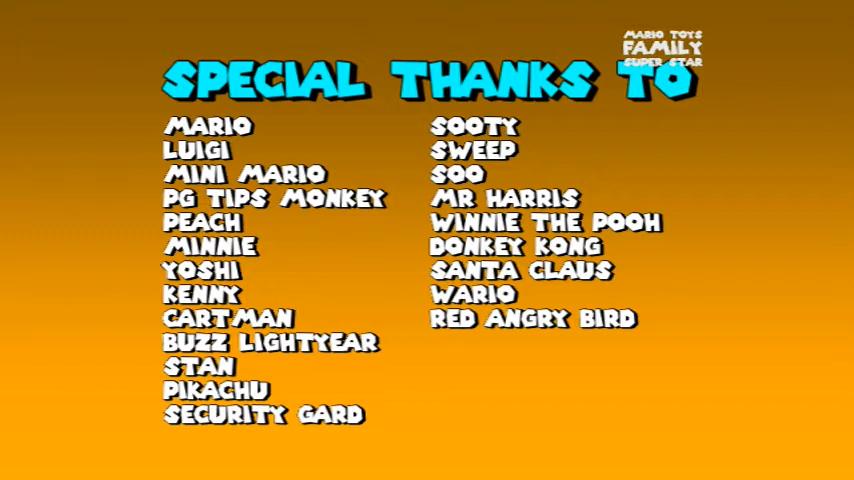 MARIO TOYS
FAMILY
SUPER STAR
SPECIAL THANKS TO
MARIO
LUIGI
MINI MARIO
PG TIPS MONKEY
PEACH
MINNIE
YOSHI
KENNY
CARTMAN
BUZZ LIGHTYEAR
STAN
PIKACHU
SECURITY GARD
SOOTY
SWEEP
SOO
MR HARRIS
WINNIE THE POOH
DONKEY KONG
SANTA CLAUS
WARIO
RED ANGRY BIRD